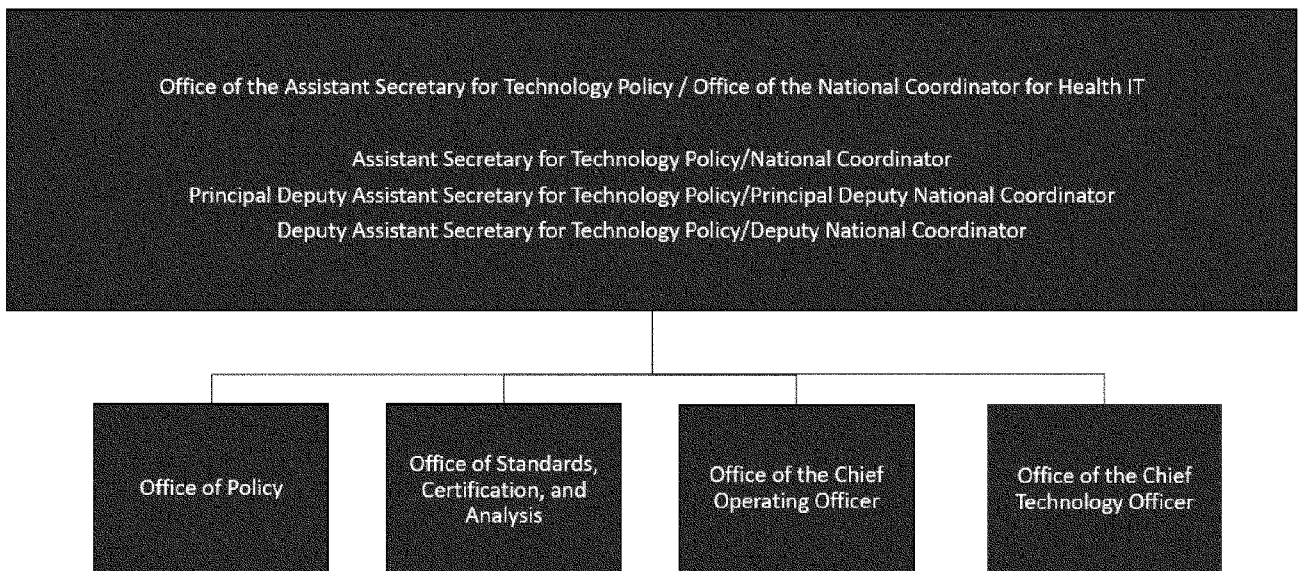 Office of the Assistant Secretary for Technology Policy / Office of the National Coordinator for Health IT
Assistant Secretary for Technology Policy/National Coordinator
Principal Deputy Assistant Secretary for Technology Policy/Principal Deputy National Coordinator
Deputy Assistant Secretary for Technology Policy/Deputy National Coordinator
Office of Policy
Office of Standards,
Certification, and
Analysis
Office of the Chief
Operating Officer
Office of the Chief
Technology Officer